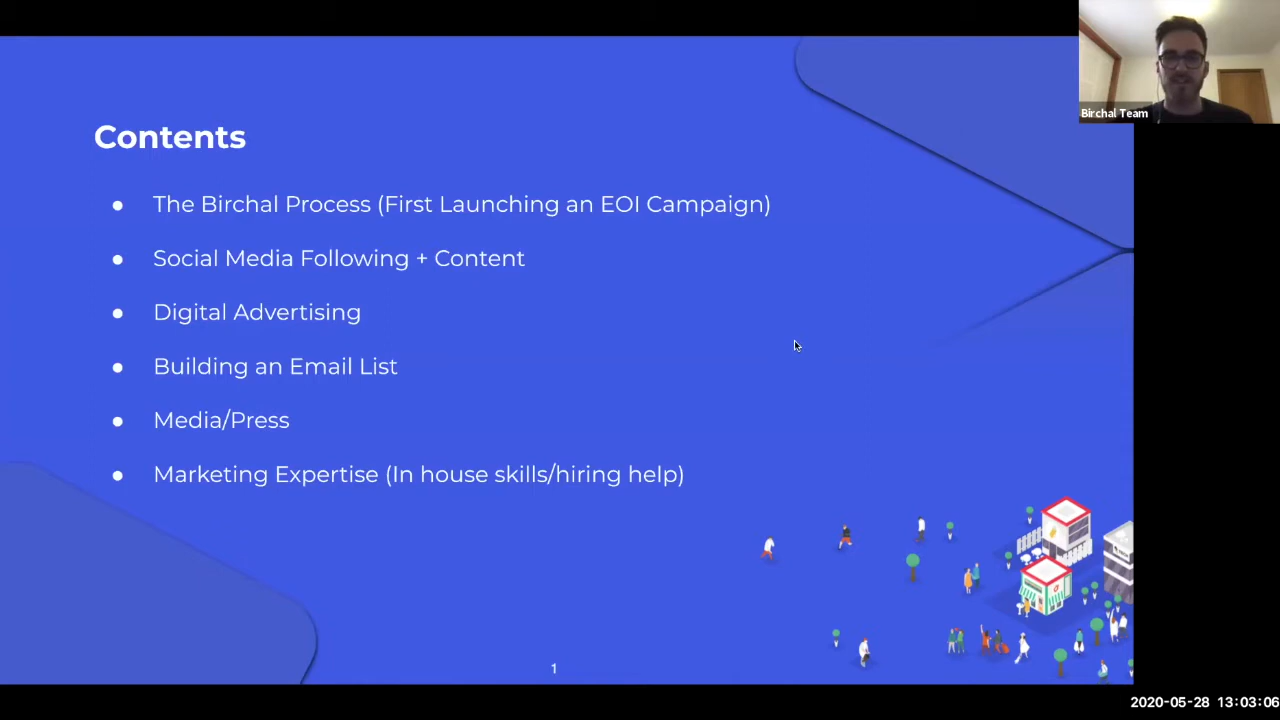 Birchal Team
Contents
● The Birchal Process (First Launching an EOI Campaign)
● Social Media Following + Content
● Digital Advertising
● Building an Email List
● Media/Press
● Marketing Expertise (In house skills/hiring help)
1
2020-05-28 13:03:06